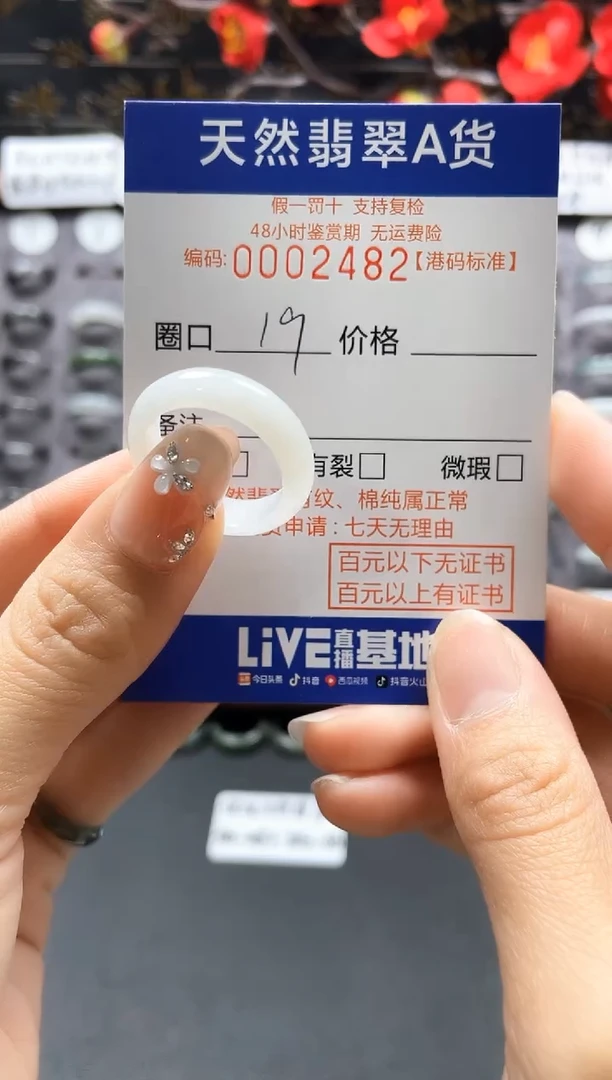 天然翡翠A货
假一罚十 支持复检
48小时鉴赏期 无运费险
编码:0002482【港码标准】
圈口 19 价格
备注
有裂□ 微瑕□
纹、棉纯属正常
申请:七天无理由
百元以下无证书
百元以上有证书
LiVE直播基地
今日头条 抖音 西瓜视频 抖音火山